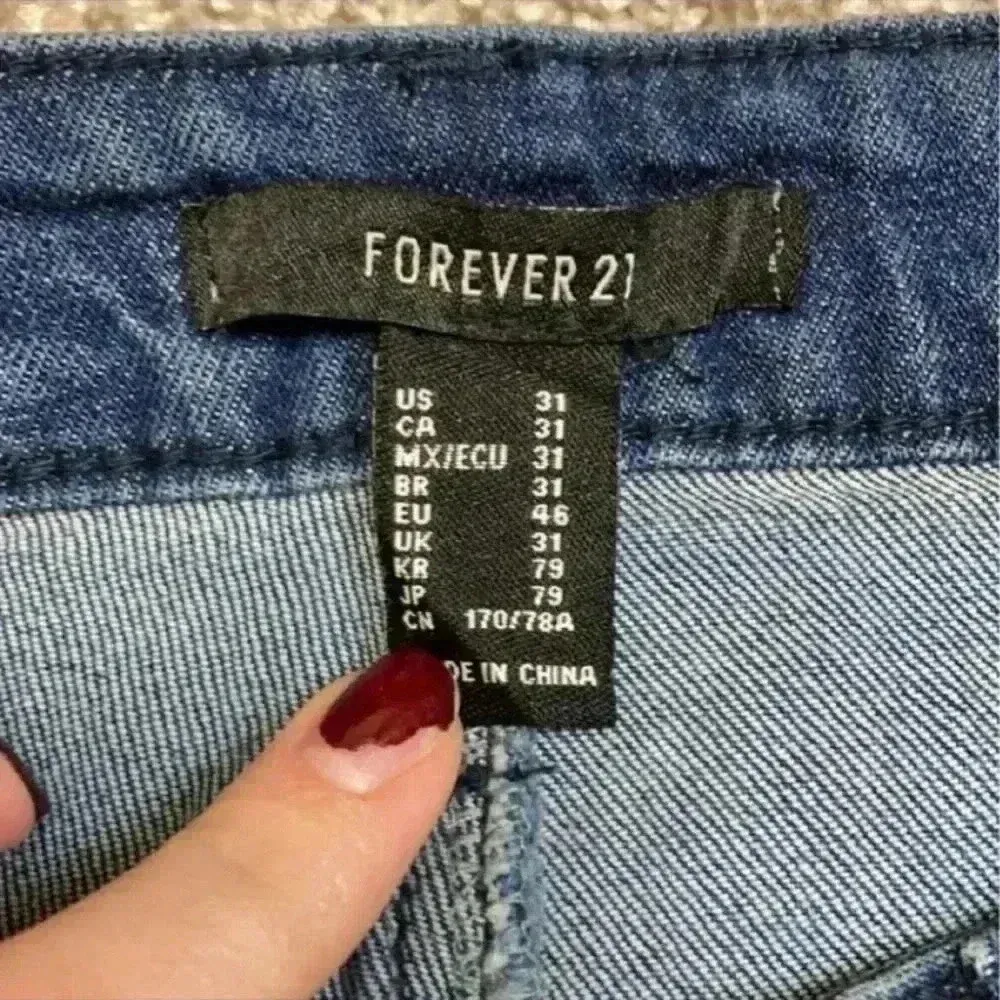 FOREVER 21
US 31
CA 31
MX/ECU 31
BR 31
EU 46
UK 31
KR 79
JP 79
CN 170/78A
DE IN CHINA